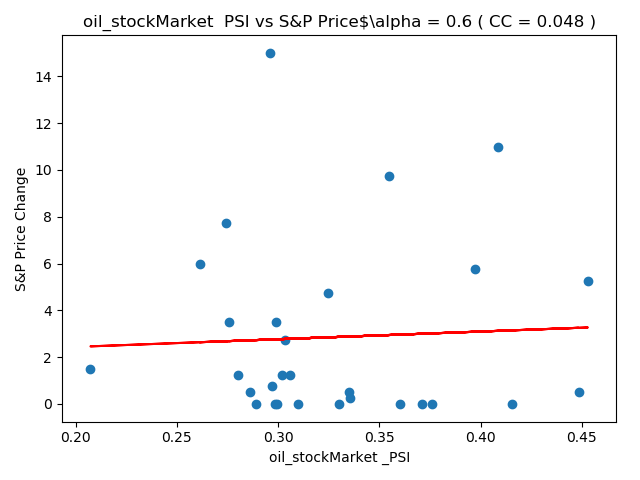 oil_stockMarket  PSI vs S&P Price$\alpha = 0.6 ( CC = 0.048 )
S&P Price Change
14
12
10
8
6
4
2
0
0.20 0.25 0.30 0.35 0.40 0.45
oil_stockMarket _PSI